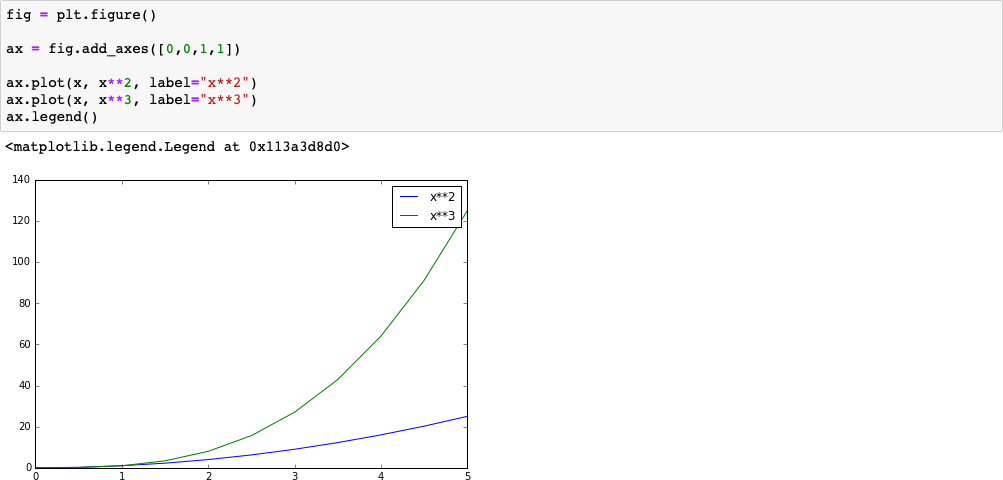 fig = plt.figure()
ax = fig.add_axes([0,0,1,1])
ax.plot(x, x**2, label="x**2")
ax.plot(x, x**3, label="x**3")
ax.legend()
<matplotlib.legend.Legend at 0x113a3d8d0>
140
120
100
80
60
40
20
0
x**2
x**3
0 1 2 3 4 5